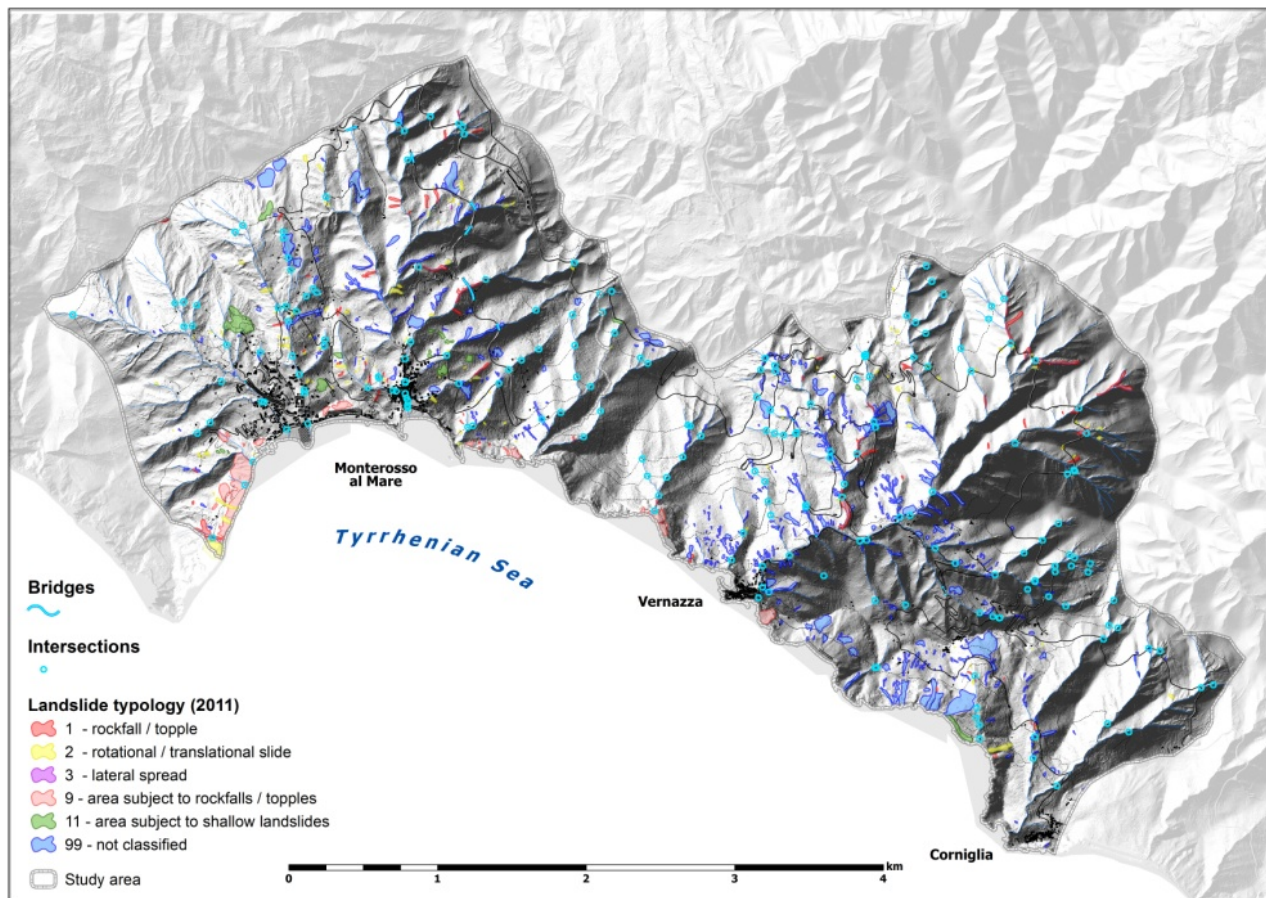 Monterosso
al Mare
Tyrrhenian Sea
Bridges
Vernazza
Intersections
Landslide typology (2011)
1 - rockfall / topple
2 - rotational / translational slide
3 - lateral spread
9 - area subject to rockfalls / topples
11 - area subject to shallow landslides
99 - not classified
Study area
Corniglia
km
0 1 2 3 4